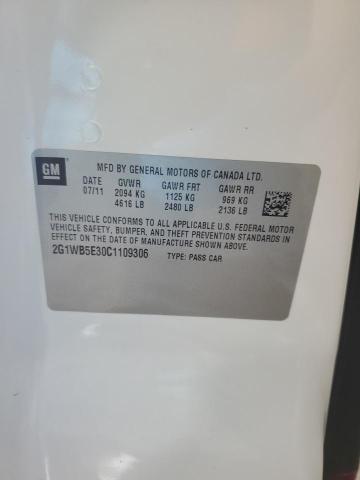 GM
MFD BY GENERAL MOTORS OF CANADA LTD.
DATE GVWR GAWR FRT GAWR RR
07/11 2094 KG 1125 KG 969 KG
4616 LB 2480 LB 2136 LB
THIS VEHICLE CONFORMS TO ALL APPLICABLE U.S. FEDERAL MOTOR
VEHICLE SAFETY, BUMPER, AND THEFT PREVENTION STANDARDS IN
EFFECT ON THE DATE OF MANUFACTURE SHOWN ABOVE.
2G1WB5E30C1109306 TYPE: PASS CAR